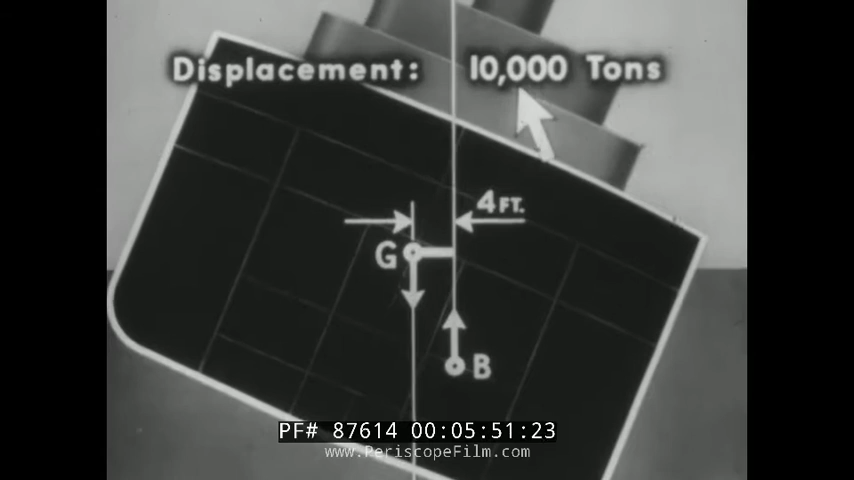 Displacement: 10,000 Tons
4 FT.
G
B
PF# 87614 00:05:51:23
www.PeriscopeFilm.com